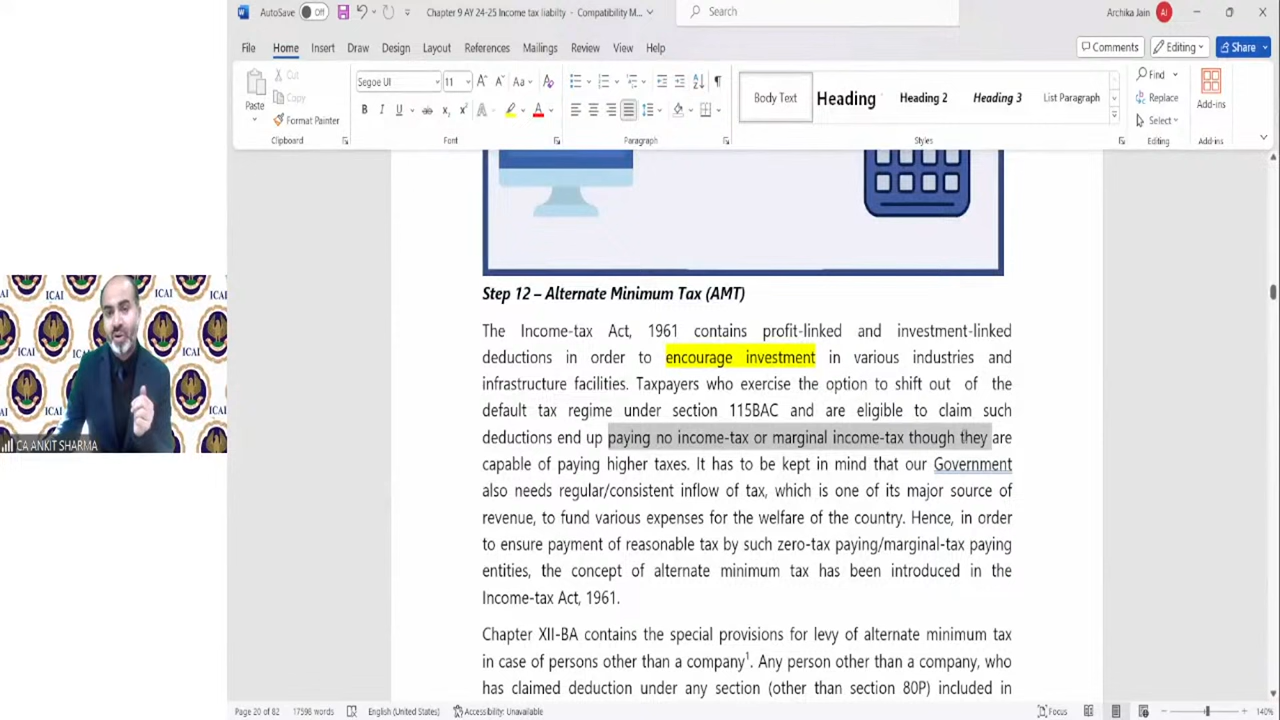 Chapter 9 AY 24-25 Income tax liabilty - Compatibility M...
AutoSave Off
Search
Archika Jain AJ
File Home Insert Draw Design Layout References Mailings Review View Help
Comments Editing Share
Paste
Cut
Copy
Format Painter
Clipboard
Segoe UI 11
Font
Paragraph
Body Text
Heading
Heading 2
Heading 3
List Paragraph
Styles
Find
Replace
Select
Editing
Add-ins
Add-ins
Step 12 – Alternate Minimum Tax (AMT)
The Income-tax Act, 1961 contains profit-linked and investment-linked
deductions in order to encourage investment in various industries and
infrastructure facilities. Taxpayers who exercise the option to shift out of the
default tax regime under section 115BAC and are eligible to claim such
deductions end up paying no income-tax or marginal income-tax though they are
capable of paying higher taxes. It has to be kept in mind that our Government
also needs regular/consistent inflow of tax, which is one of its major source of
revenue, to fund various expenses for the welfare of the country. Hence, in order
to ensure payment of reasonable tax by such zero-tax paying/marginal-tax paying
entities, the concept of alternate minimum tax has been introduced in the
Income-tax Act, 1961.
Chapter XII-BA contains the special provisions for levy of alternate minimum tax
in case of persons other than a company¹. Any person other than a company, who
has claimed deduction under any section (other than section 80P) included in
ICAI
ICAI
CA ANKIT SHARMA
Page 20 of 82 17598 words English (United States) Accessibility: Unavailable Focus 140%